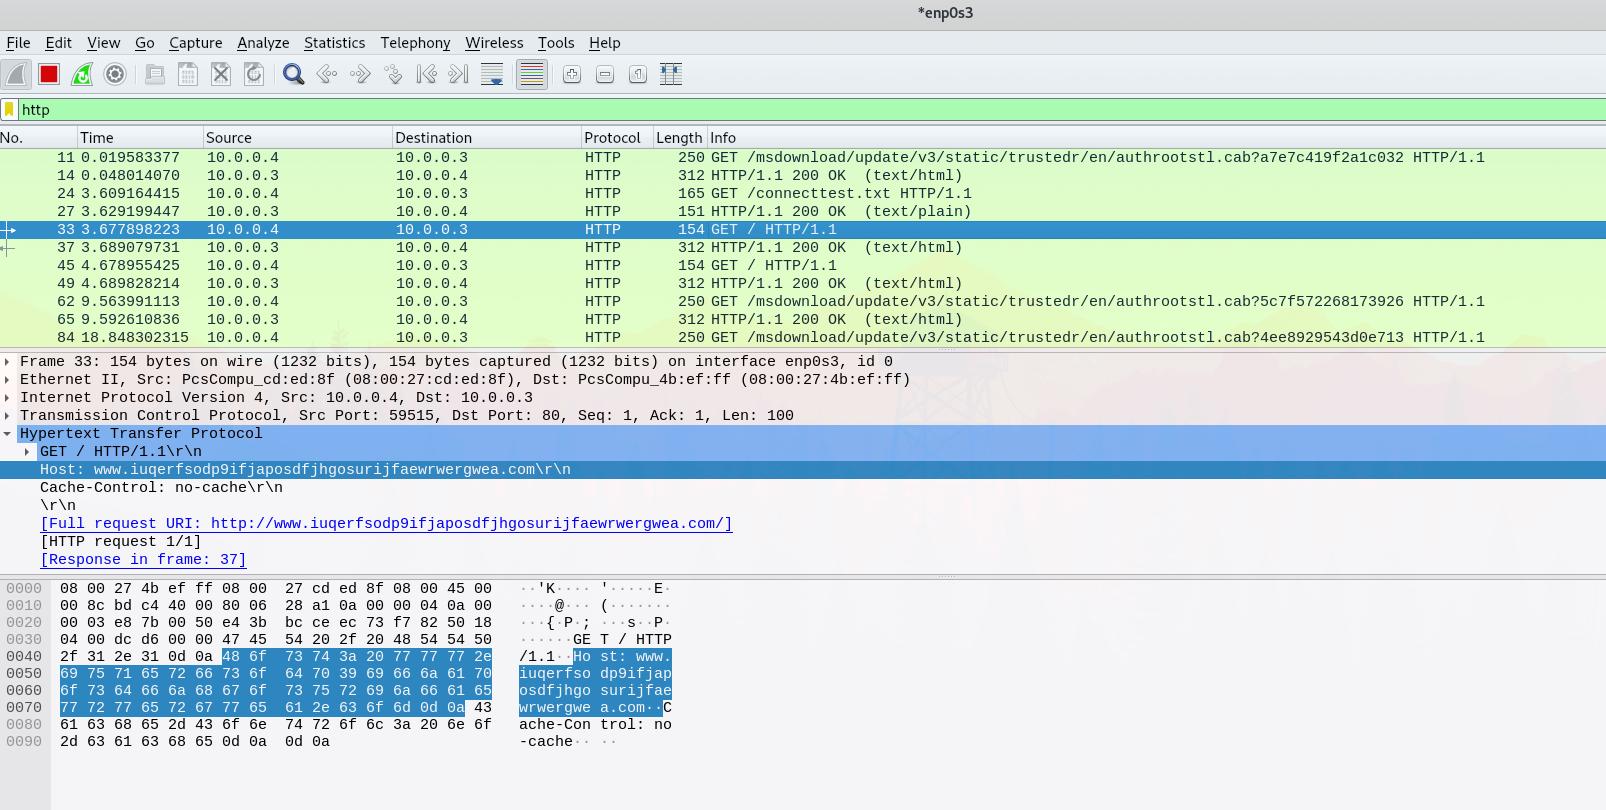 *enp0s3
File Edit View Go Capture Analyze Statistics Telephony Wireless Tools Help
http
No. Time Source Destination Protocol Length Info
11 0.019583377 10.0.0.4 10.0.0.3 HTTP 250 GET /msdownload/update/v3/static/trustedr/en/authrootstl.cab?a7e7c419f2a1c032 HTTP/1.1
14 0.048014070 10.0.0.3 10.0.0.4 HTTP 312 HTTP/1.1 200 OK (text/html)
24 3.609164415 10.0.0.4 10.0.0.3 HTTP 165 GET /connecttest.txt HTTP/1.1
27 3.629199447 10.0.0.3 10.0.0.4 HTTP 151 HTTP/1.1 200 OK (text/plain)
33 3.677898223 10.0.0.4 10.0.0.3 HTTP 154 GET / HTTP/1.1
37 3.689079731 10.0.0.3 10.0.0.4 HTTP 312 HTTP/1.1 200 OK (text/html)
45 4.678955425 10.0.0.4 10.0.0.3 HTTP 154 GET / HTTP/1.1
49 4.689828214 10.0.0.3 10.0.0.4 HTTP 312 HTTP/1.1 200 OK (text/html)
62 9.563991113 10.0.0.4 10.0.0.3 HTTP 250 GET /msdownload/update/v3/static/trustedr/en/authrootstl.cab?5c7f572268173926 HTTP/1.1
65 9.592610836 10.0.0.3 10.0.0.4 HTTP 312 HTTP/1.1 200 OK (text/html)
84 18.848302315 10.0.0.4 10.0.0.3 HTTP 250 GET /msdownload/update/v3/static/trustedr/en/authrootstl.cab?4ee8929543d0e713 HTTP/1.1
Frame 33: 154 bytes on wire (1232 bits), 154 bytes captured (1232 bits) on interface enp0s3, id 0
Ethernet II, Src: PcsCompu_cd:ed:8f (08:00:27:cd:ed:8f), Dst: PcsCompu_4b:ef:ff (08:00:27:4b:ef:ff)
Internet Protocol Version 4, Src: 10.0.0.4, Dst: 10.0.0.3
Transmission Control Protocol, Src Port: 59515, Dst Port: 80, Seq: 1, Ack: 1, Len: 100
Hypertext Transfer Protocol
GET / HTTP/1.1\r\n
Host: www.iuqerfsodp9ifjaposdfjhgosurijfaewrwergwea.com\r\n
Cache-Control: no-cache\r\n
\r\n
[Full request URI: http://www.iuqerfsodp9ifjaposdfjhgosurijfaewrwergwea.com/]
[HTTP request 1/1]
[Response in frame: 37]
0000 08 00 27 4b ef ff 08 00 27 cd ed 8f 08 00 45 00 ··'K···· '·····E·
0010 00 8c bd c4 40 00 80 06 28 a1 0a 00 00 04 0a 00 ····@··· (·······
0020 00 03 e8 7b 00 50 e4 3b bc ce ec 73 f7 82 50 18 ···{·P·; ···s··P·
0030 04 00 dc d6 00 00 47 45 54 20 2f 20 48 54 54 50 ······GE T / HTTP
0040 2f 31 2e 31 0d 0a 48 6f 73 74 3a 20 77 77 77 2e /1.1··Ho st: www.
0050 69 75 71 65 72 66 73 6f 64 70 39 69 66 6a 61 70 iuqerfso dp9ifjap
0060 6f 73 64 66 6a 68 67 6f 73 75 72 69 6a 66 61 65 osdfjhgo surijfae
0070 77 72 77 65 72 67 77 65 61 2e 63 6f 6d 0d 0a 43 wrwergwe a.com··C
0080 61 63 68 65 2d 43 6f 6e 74 72 6f 6c 3a 20 6e 6f ache-Con trol: no
0090 2d 63 61 63 68 65 0d 0a 0d 0a -cache·· ··